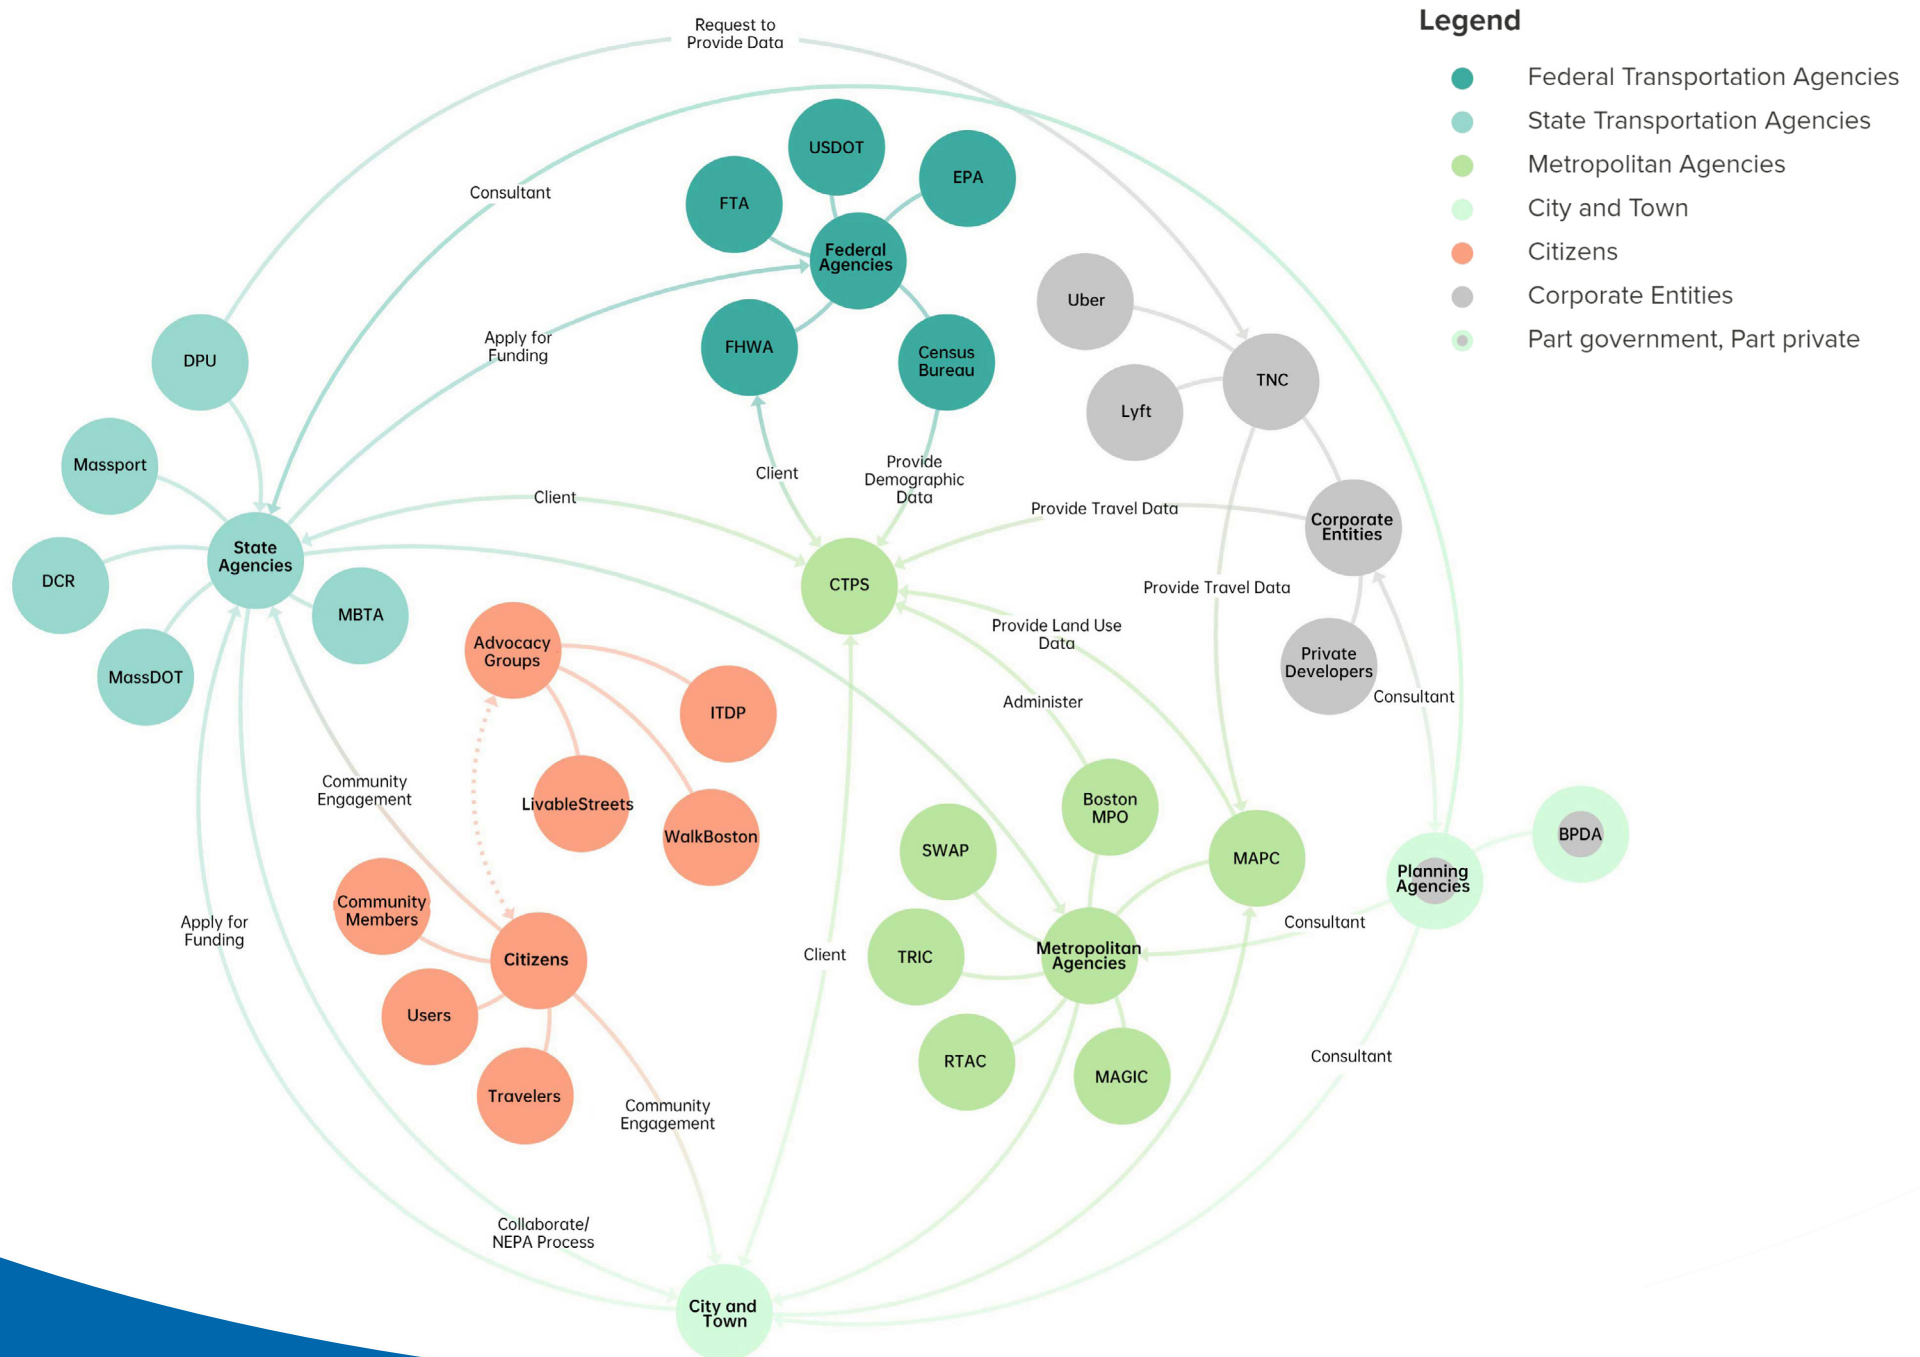 Request to
Provide Data
Legend
Federal Transportation Agencies
State Transportation Agencies
Metropolitan Agencies
City and Town
Citizens
Corporate Entities
Part government, Part private
USDOT
EPA
FTA
Consultant
Federal
Agencies
Uber
Apply for
Funding
FHWA
Census
Bureau
DPU
TNC
Lyft
Massport
Client
Provide
Demographic
Data
Client
Provide Travel Data
Corporate
Entities
State
Agencies
DCR
CTPS
Provide Travel Data
MBTA
Provide Land Use
Data
Advocacy
Groups
Private
Developers
MassDOT
Consultant
Administer
ITDP
Community
Engagement
LivableStreets
WalkBoston
Boston
MPO
SWAP
MAPC
BPDA
Planning
Agencies
Community
Members
Apply for
Funding
Consultant
Citizens
Client
TRIC
Metropolitan
Agencies
Users
RTAC
MAGIC
Consultant
Travelers
Community
Engagement
Collaborate/
NEPA Process
City and
Town